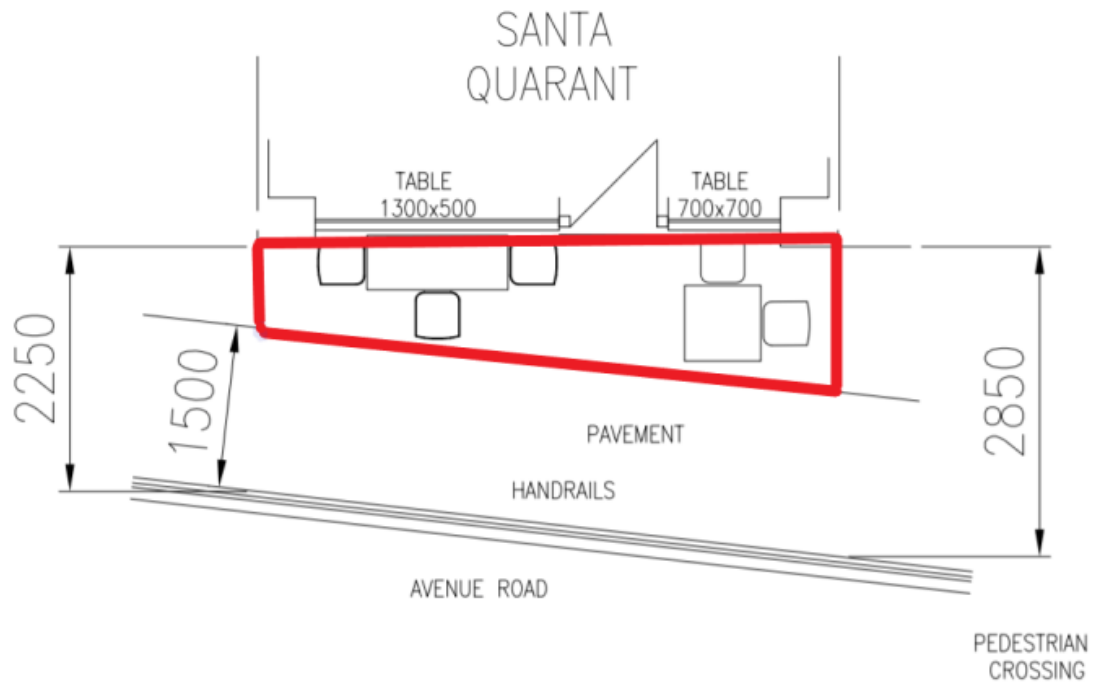 SANTA
QUARANT
TABLE
1300x500
TABLE
700x700
2250
1500
2850
PAVEMENT
HANDRAILS
AVENUE ROAD
PEDESTRIAN
CROSSING